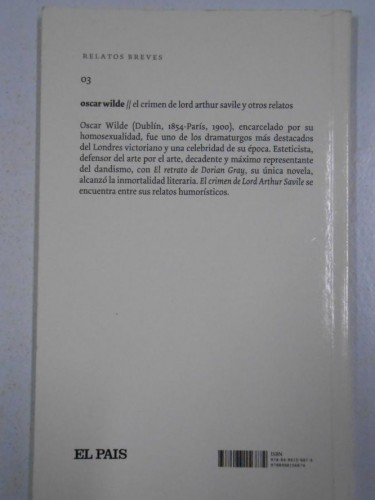 RELATOS BREVES
03
oscar wilde // el crimen de lord arthur savile y otros relatos
Oscar Wilde (Dublín, 1854-París, 1900), encarcelado por su
homosexualidad, fue uno de los dramaturgos más destacados
del Londres victoriano y una celebridad de su época. Esteticista,
defensor del arte por el arte, decadente y máximo representante
del dandismo, con El retrato de Dorian Gray, su única novela,
alcanzó la inmortalidad literaria. El crimen de Lord Arthur Savile se
encuentra entre sus relatos humorísticos.
EL PAIS
ISBN